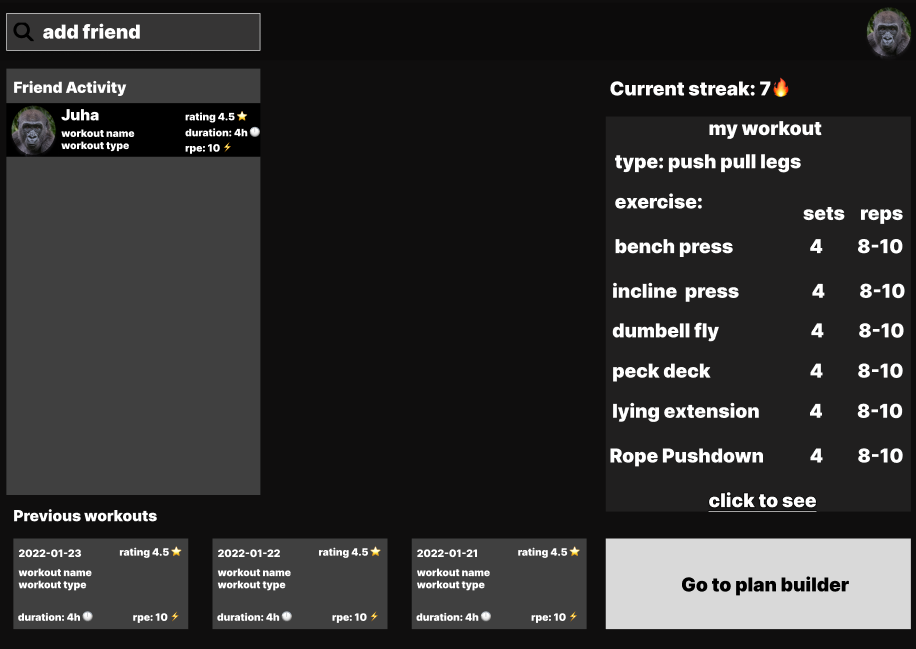 add friend
Friend Activity
Juha
workout name
workout type
rating 4.5⭐
duration: 4h🕒
rpe: 10⚡
Current streak: 7🔥
my workout
type: push pull legs
exercise:
sets reps
bench press 4 8-10
incline press 4 8-10
dumbell fly 4 8-10
peck deck 4 8-10
lying extension 4 8-10
Rope Pushdown 4 8-10
click to see
Previous workouts
2022-01-23 rating 4.5⭐
workout name
workout type
duration: 4h🕒 rpe: 10⚡
2022-01-22 rating 4.5⭐
workout name
workout type
duration: 4h🕒 rpe: 10⚡
2022-01-21 rating 4.5⭐
workout name
workout type
duration: 4h🕒 rpe: 10⚡
Go to plan builder